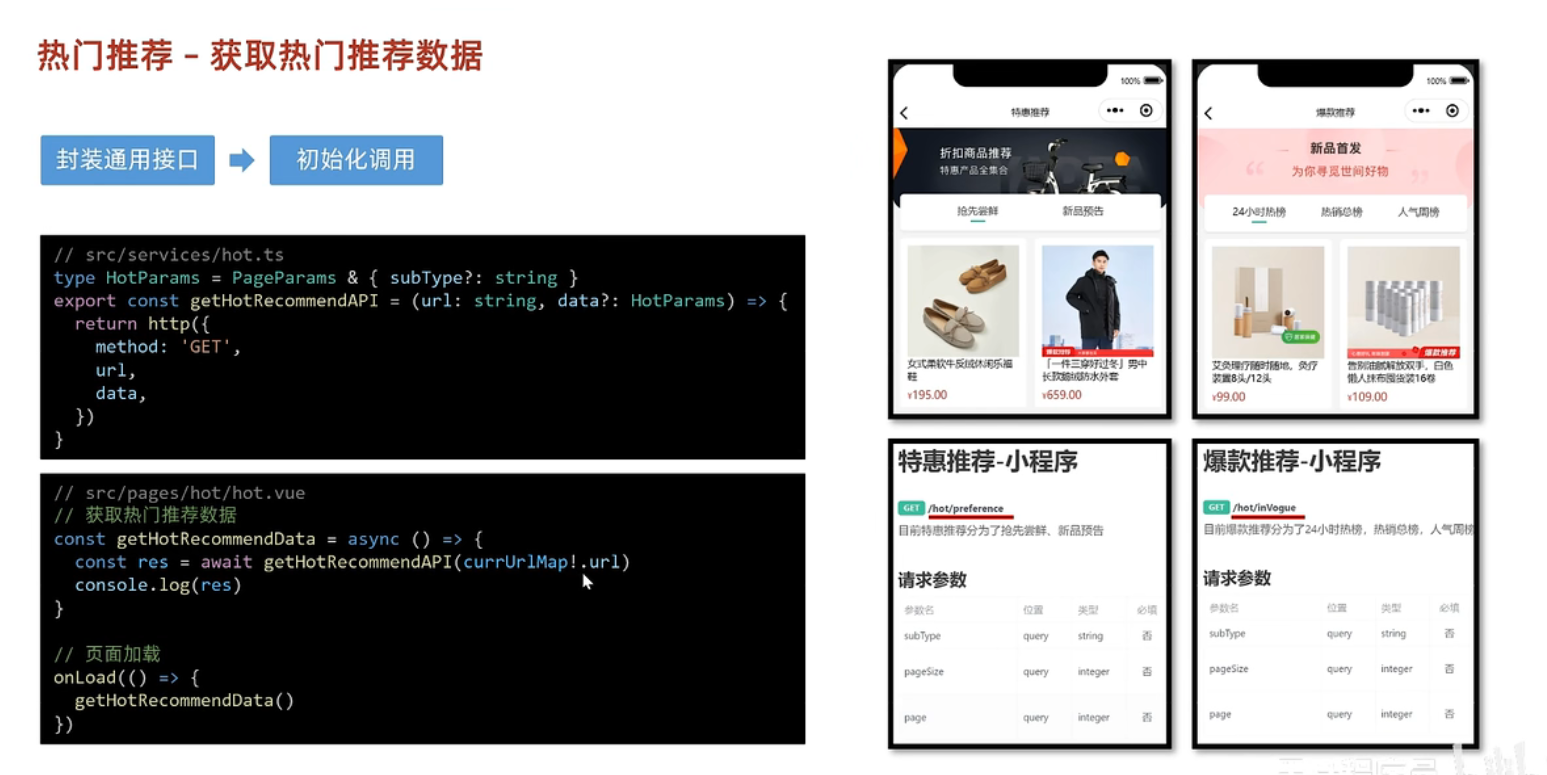 热门推荐 – 获取热门推荐数据
封装通用接口
初始化调用
// src/services/hot.ts
type HotParams = PageParams & { subType?: string }
export const getHotRecommendAPI = (url: string, data?: HotParams) => {
  return http({
    method: 'GET',
    url,
    data,
  })
}
// src/pages/hot/hot.vue
// 获取热门推荐数据
const getHotRecommendData = async () => {
  const res = await getHotRecommendAPI(currUrlMap!.url)
  console.log(res)
}
// 页面加载
onLoad(() => {
  getHotRecommendData()
})
100%
特惠推荐
折扣商品推荐
特惠产品全集合
抢先尝鲜 新品预告
女式柔软牛反绒休闲乐福
鞋
¥195.00
爆款推荐
「一件三穿好过冬」男中
长款鹅绒防水外套
¥659.00
100%
爆款推荐
新品首发
为你寻觅世间好物
24小时热榜 热销总榜 人气周榜
艾灸理疗随时随地，灸疗
装置8头/12头
¥99.00
爆款推荐
告别油腻解放双手，白色
懒人抹布囤货装16卷
¥109.00
特惠推荐-小程序
GET /hot/preference
目前特惠推荐分为了抢先尝鲜、新品预告
请求参数
参数名 位置 类型 必填
subType query string 否
pageSize query integer 否
page query integer 否
爆款推荐-小程序
GET /hot/inVogue
目前爆款推荐分为了24小时热榜，热销总榜，人气周榜
请求参数
参数名 位置 类型 必填
subType query string 否
pageSize query integer 否
page query integer 否